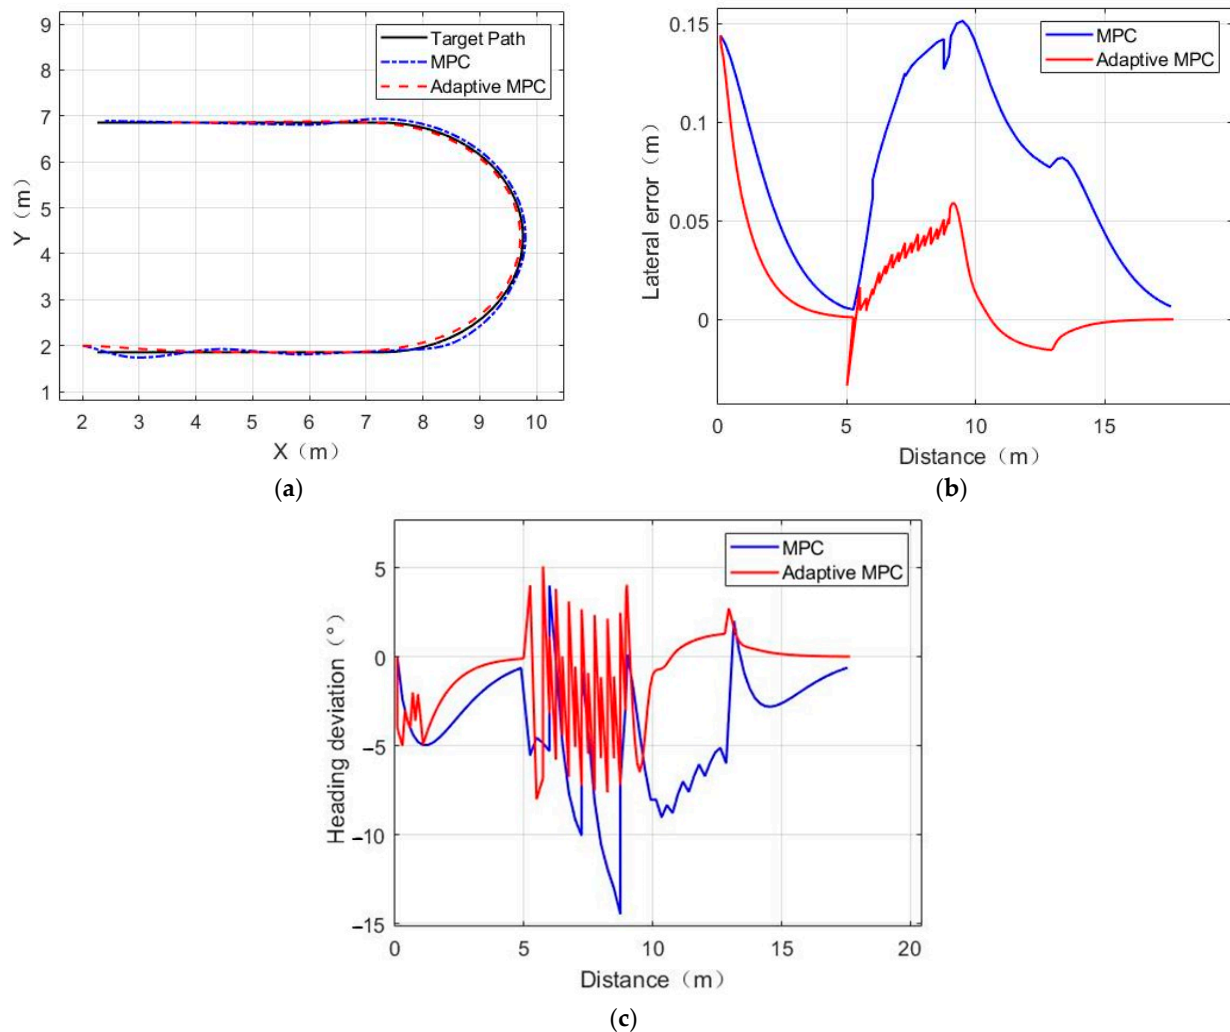 9
8
7
6
5
4
3
2
1
Y（m）
Target Path
MPC
Adaptive MPC
2 3 4 5 6 7 8 9 10
X（m）
(a)
0.15
0.1
0.05
0
Lateral error（m）
MPC
Adaptive MPC
0 5 10 15
Distance（m）
(b)
5
0
−5
−10
−15
Heading deviation（°）
MPC
Adaptive MPC
0 5 10 15 20
Distance（m）
(c)